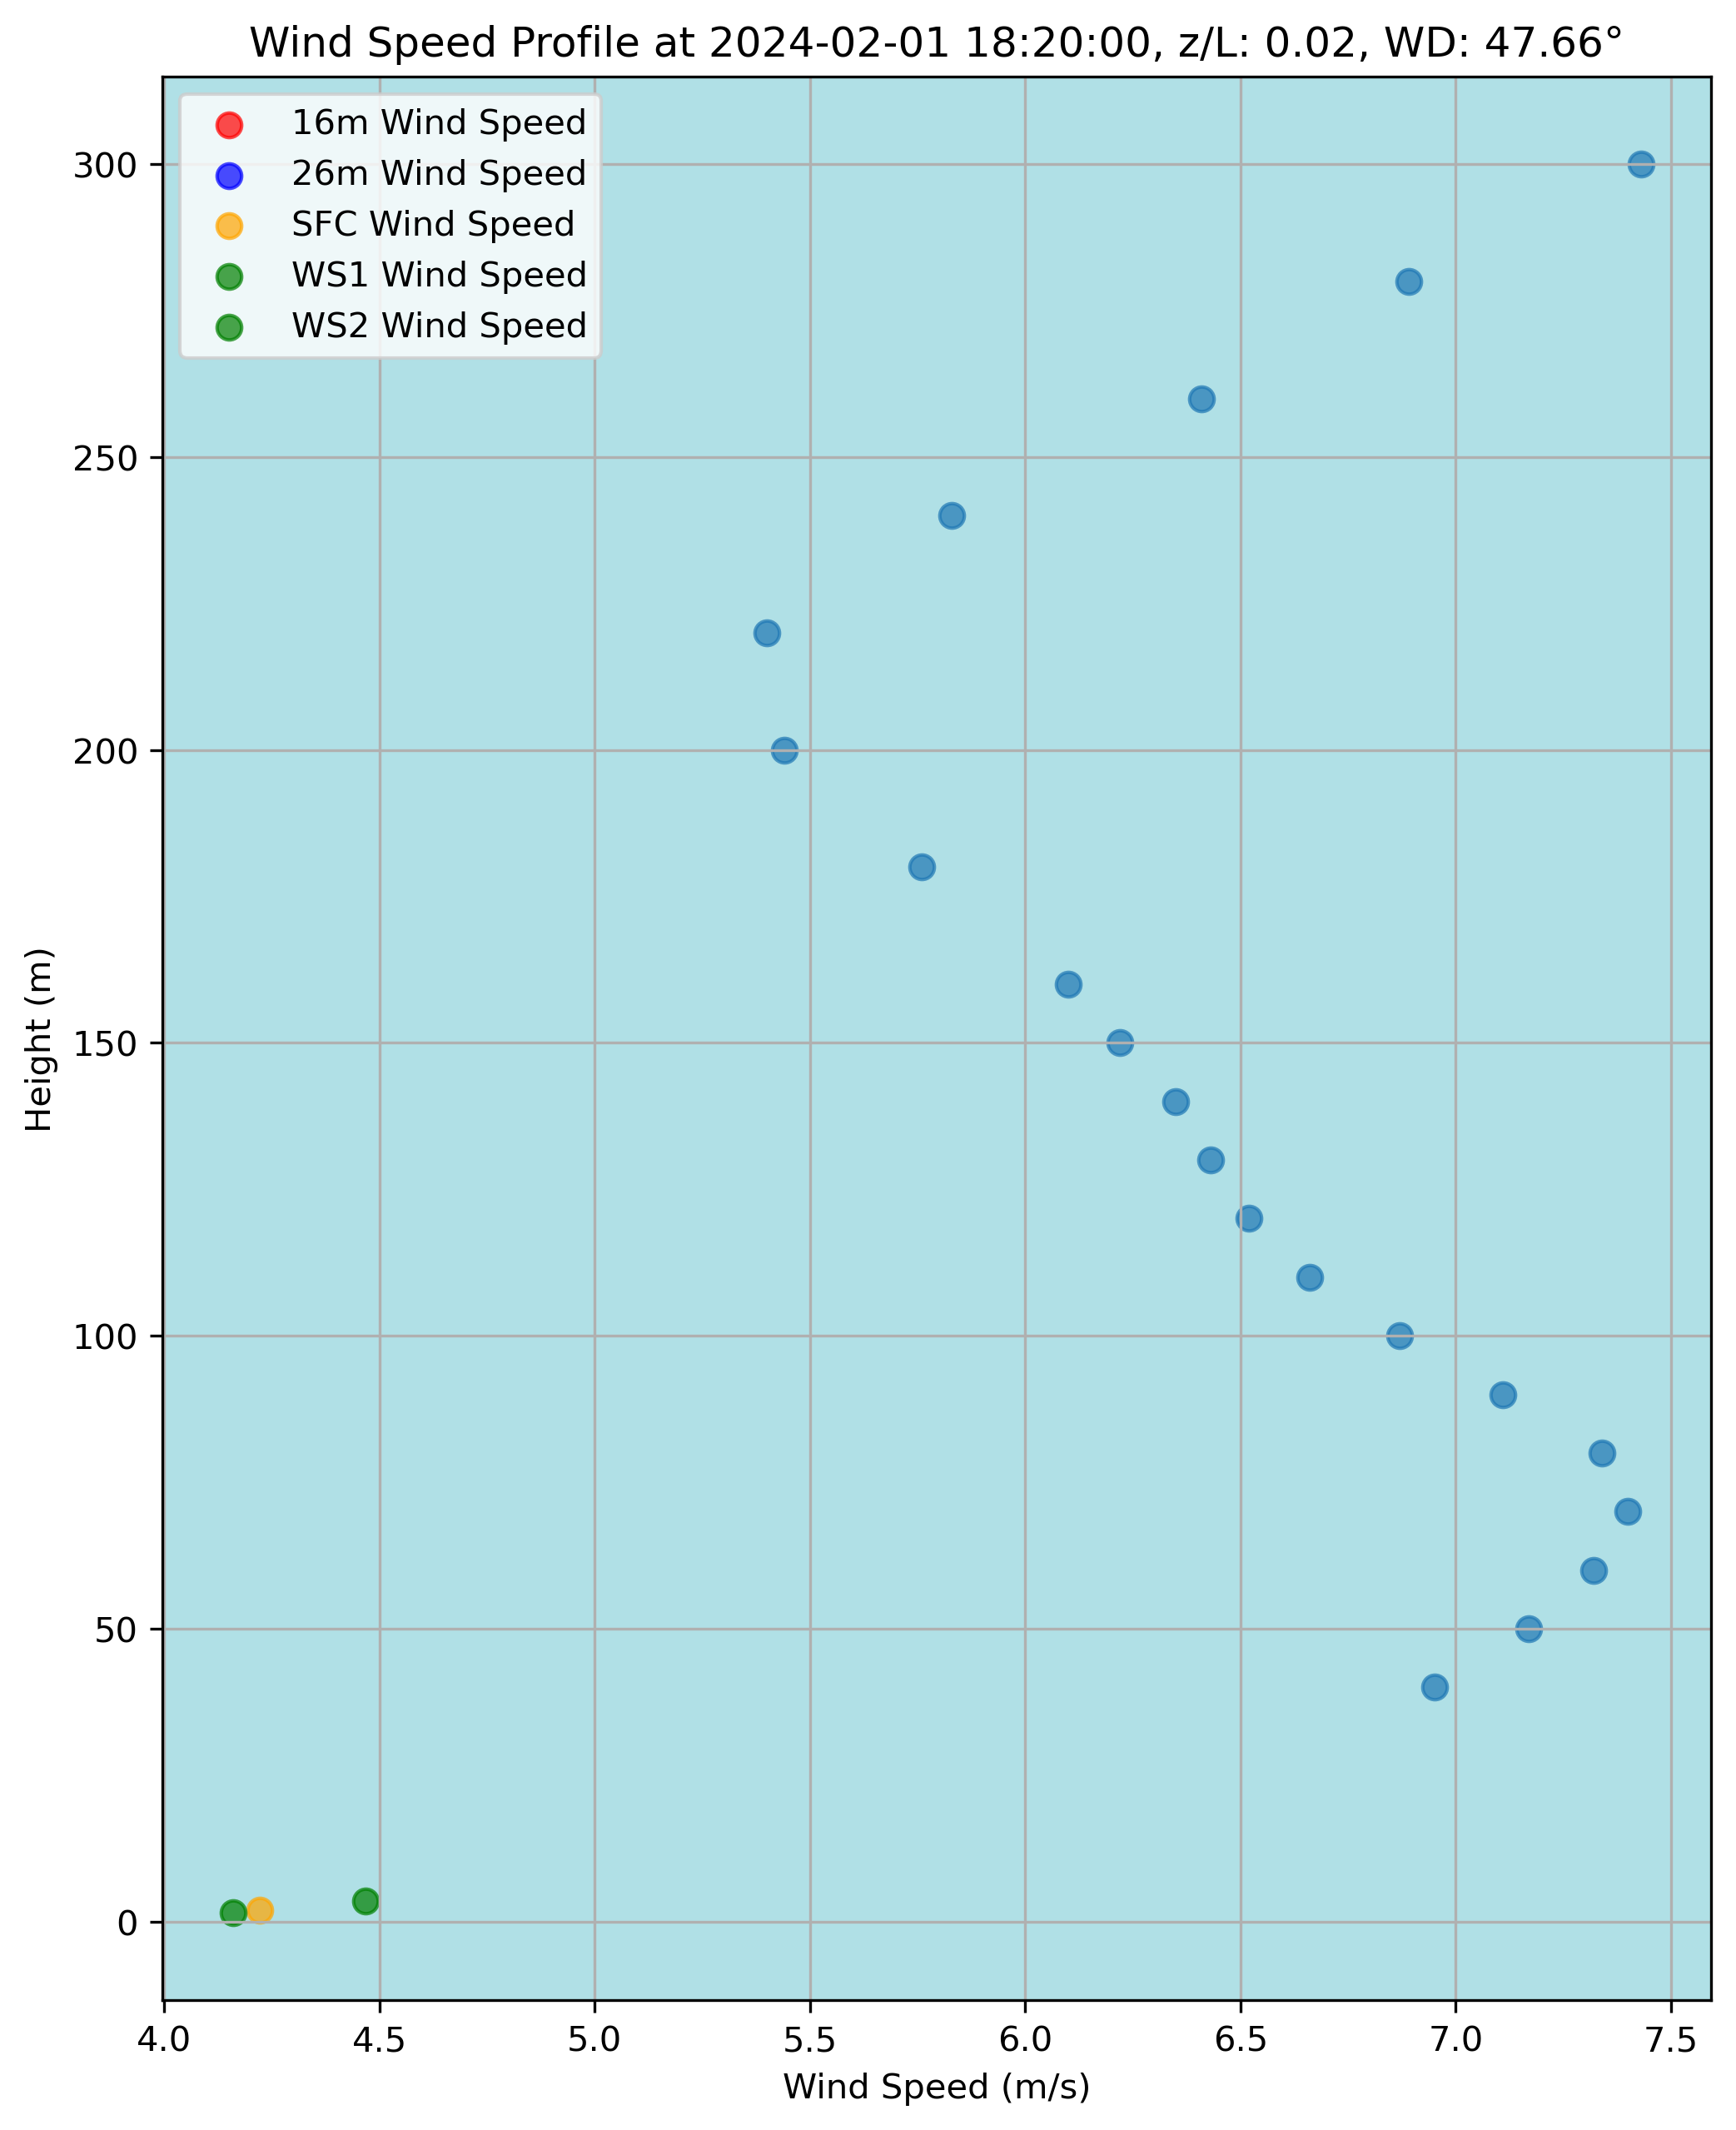 Wind Speed Profile at 2024-02-01 18:20:00, z/L: 0.02, WD: 47.66°
16m Wind Speed
26m Wind Speed
SFC Wind Speed
WS1 Wind Speed
WS2 Wind Speed
300
250
200
150
100
50
0
Height (m)
4.0 4.5 5.0 5.5 6.0 6.5 7.0 7.5
Wind Speed (m/s)